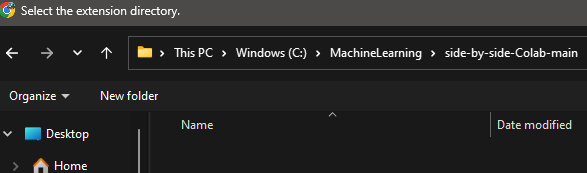 Select the extension directory.
This PC > Windows (C:) > MachineLearning > side-by-side-Colab-main
Organize New folder
Name Date modified
Desktop
Home